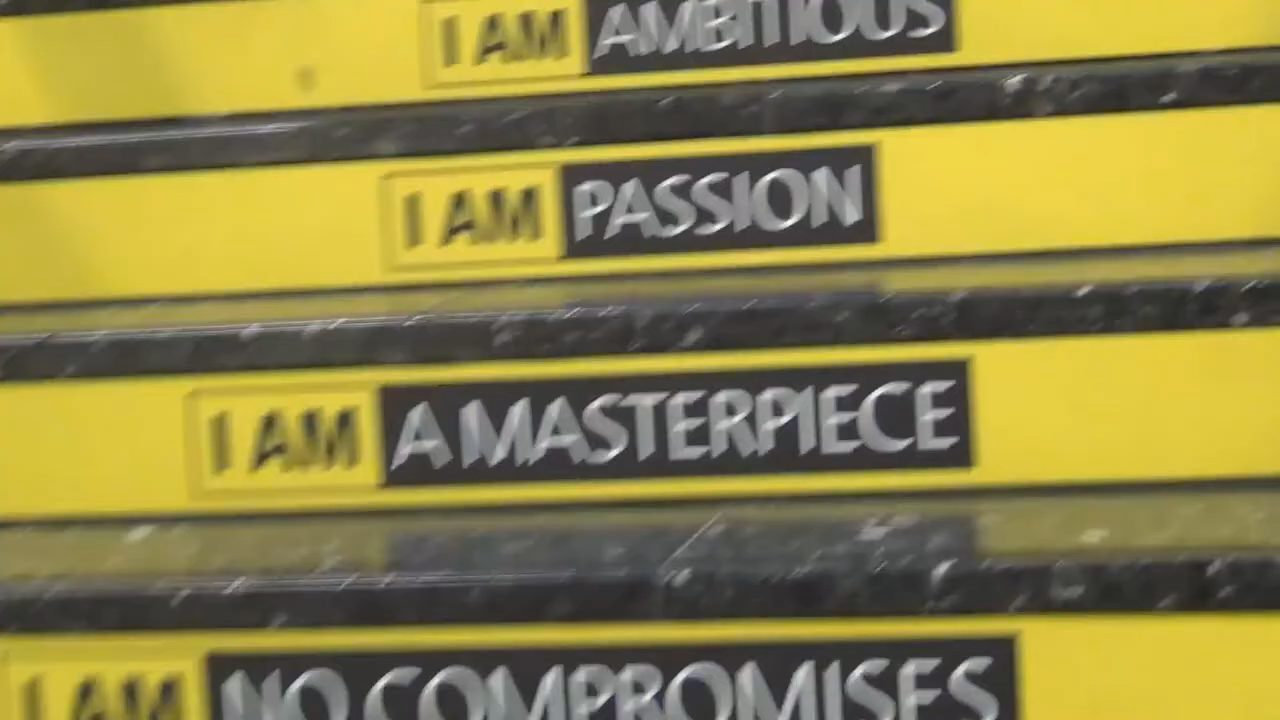 I AM AMBITIOUS
I AM PASSION
I AM A MASTERPIECE
I AM NO COMPROMISES